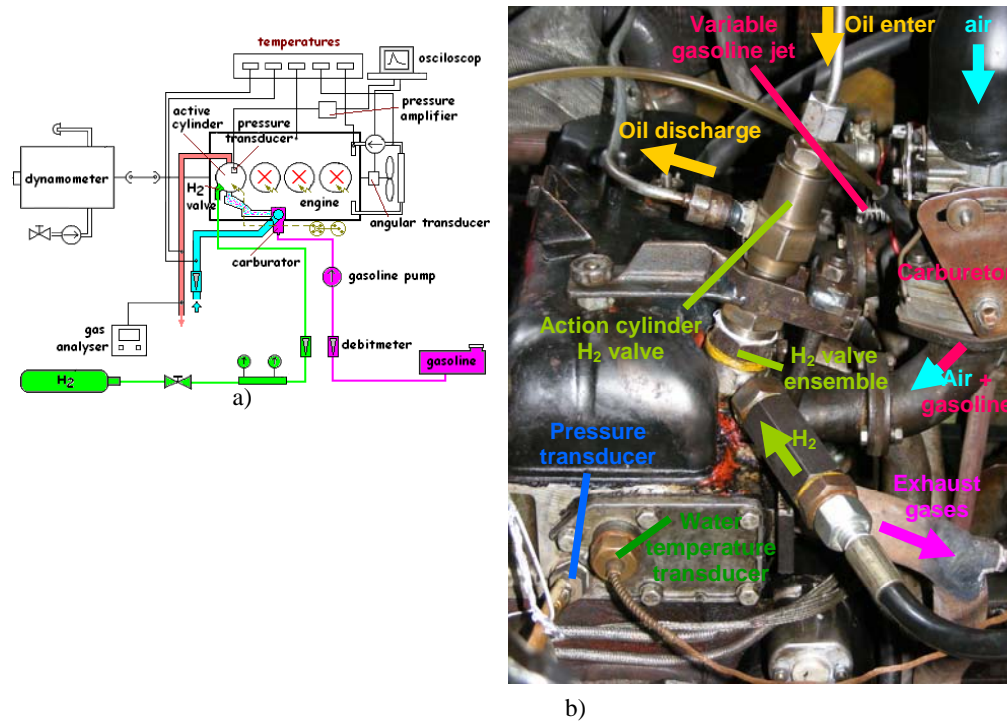 temperatures
osciloscop
pressure
amplifier
active
cylinder
pressure
transducer
dynamometer
H2
valve
engine
angular transducer
carburator
gasoline pump
gas
analyser
debitmeter
gasoline
H2
a)
Variable
gasoline jet
Oil enter
air
Oil discharge
Carburetor
Action cylinder
H2 valve
H2 valve
ensemble
Air +
gasoline
Pressure
transducer
H2
Exhaust
gases
Water
temperature
transducer
b)